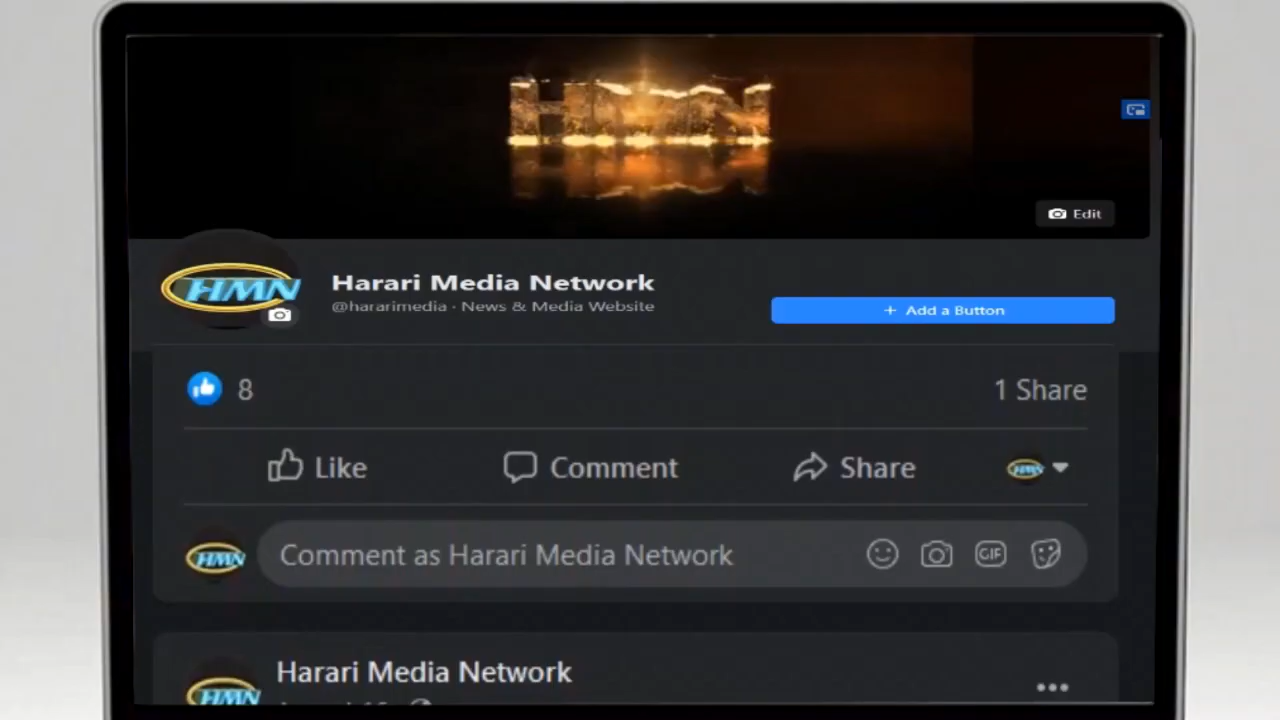 HMN
Edit
HMN
Harari Media Network
@hararimedia · News & Media Website
+ Add a Button
8
1 Share
Like
Comment
Share
HMN
HMN
Comment as Harari Media Network
GIF
HMN
Harari Media Network